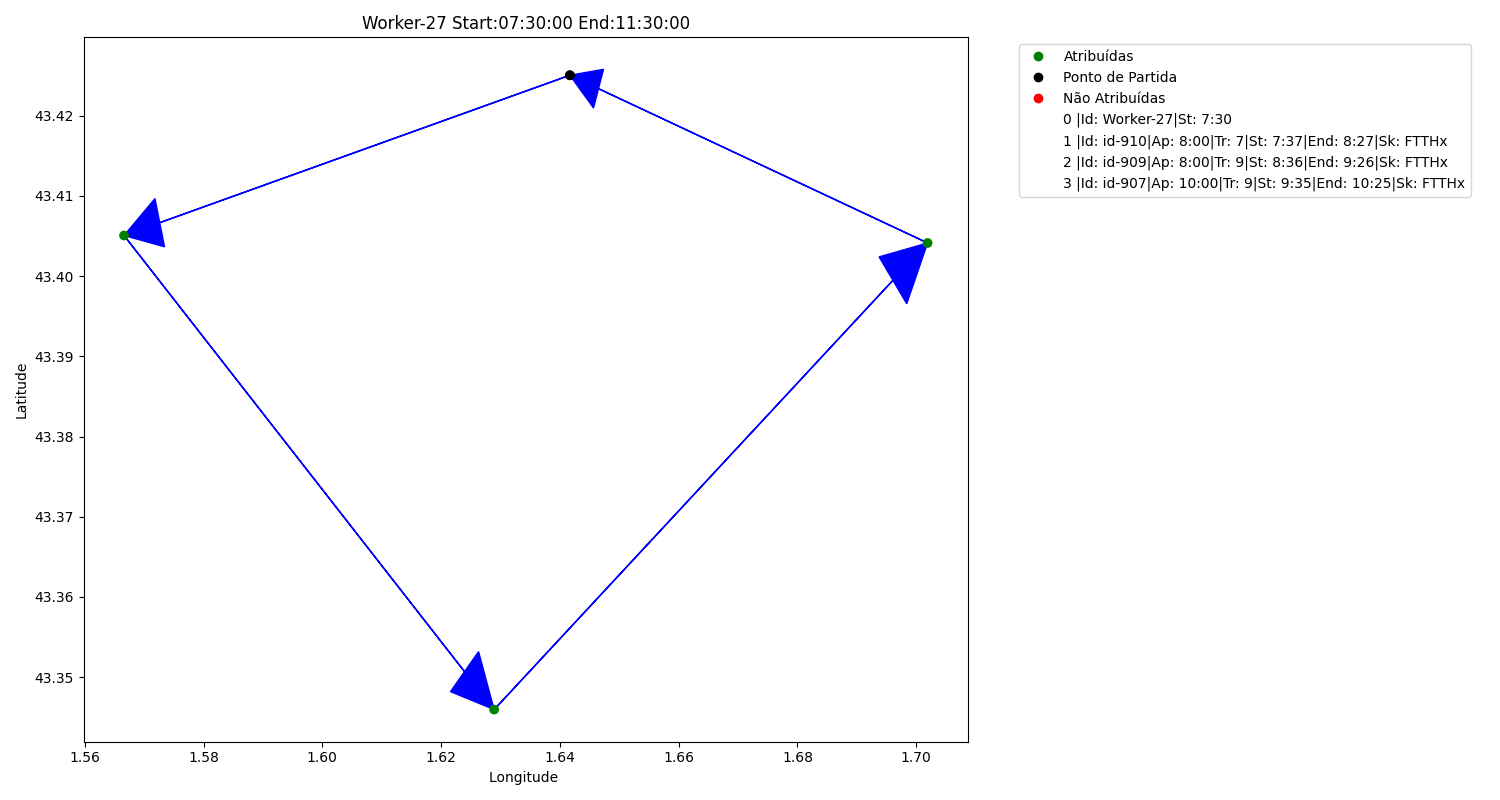 Worker-27 Start:07:30:00 End:11:30:00
Atribuídas
Ponto de Partida
Não Atribuídas
0 |Id: Worker-27|St: 7:30
1 |Id: id-910|Ap: 8:00|Tr: 7|St: 7:37|End: 8:27|Sk: FTTHx
2 |Id: id-909|Ap: 8:00|Tr: 9|St: 8:36|End: 9:26|Sk: FTTHx
3 |Id: id-907|Ap: 10:00|Tr: 9|St: 9:35|End: 10:25|Sk: FTTHx
Latitude
43.42
43.41
43.40
43.39
43.38
43.37
43.36
43.35
1.56 1.58 1.60 1.62 1.64 1.66 1.68 1.70
Longitude